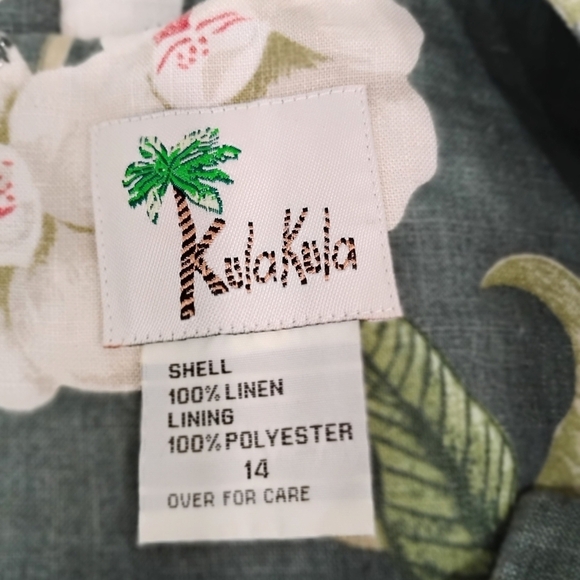 KulaKula
SHELL
100% LINEN
LINING
100% POLYESTER
14
OVER FOR CARE